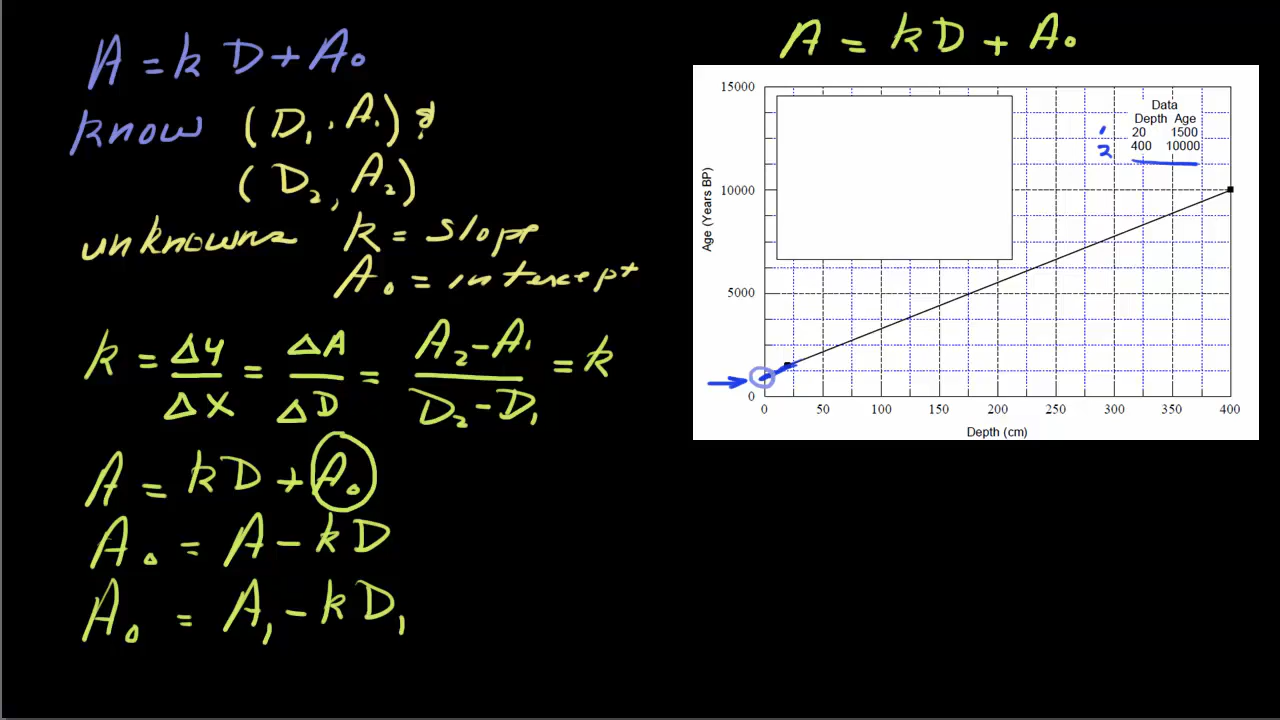 A = kD + A₀
know (D₁, A₁) &
(D₂, A₂)
unknowns k = slope
A₀ = intercept
k = Δy/Δx = ΔA/ΔD = (A₂ - A₁)/(D₂ - D₁) = k
A = kD + A₀
A₀ = A - kD
A₀ = A₁ - kD₁
A = kD + A₀
15000
10000
5000
0
Age (Years BP)
Data
Depth Age
1 20 1500
2 400 10000
0 50 100 150 200 250 300 350 400
Depth (cm)